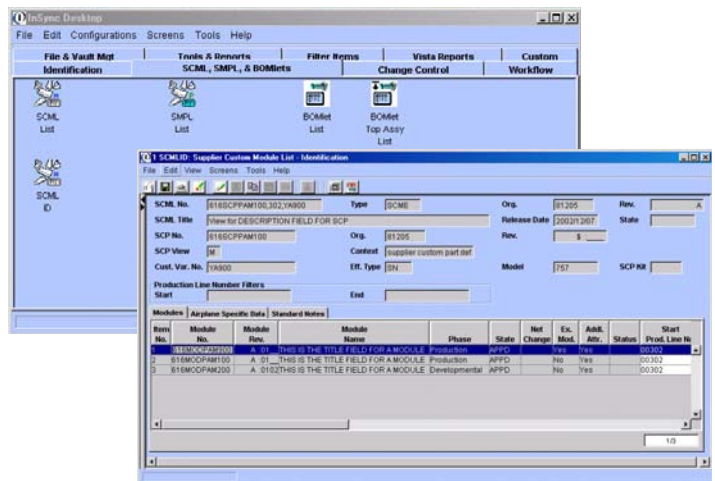 InSync Desktop
File Edit Configurations Screens Tools Help
File & Vault Mgt Tools & Reports Filter Items Vista Reports Custom
Identification SCML, SMPL, & BOMlets Change Control Workflow
SCML List
SMPL List
BOMlet List
BOMlet Top Assy List
SCML ID
1 SCMLID: Supplier Custom Module List - Identification
File Edit View Screens Tools Help
SCML No. 616SCPPAM100,302,YA900 Type SCME Org. 81205 Rev. A
SCML Title View for DESCRIPTION FIELD FOR SCP Release Date 2002/12/07 State
SCP No. 616SCPPAM100 Org. 81205 Rev. $ ___
SCP View M Context supplier custom part def
Cust. Var. No. YA900 Eff. Type SN Model 757 SCP Kit
Production Line Number Filters
Start End
Modules Airplane Specific Data Standard Notes
Item No. Module No. Module Rev. Module Name Phase State Net Change Ex. Mod. Addl. Attr. Status Start Prod. Line No
1 616MODPAM900 A 01 THIS IS THE TITLE FIELD FOR A MODULE Production APPD Yes Yes 00302
2 616MODPAM100 A 01 THIS IS THE TITLE FIELD FOR A MODULE Production APPD No Yes 00302
3 616MODPAM200 A 0102 THIS IS THE TITLE FIELD FOR A MODULE Developmental APPD No Yes 00302
1/3